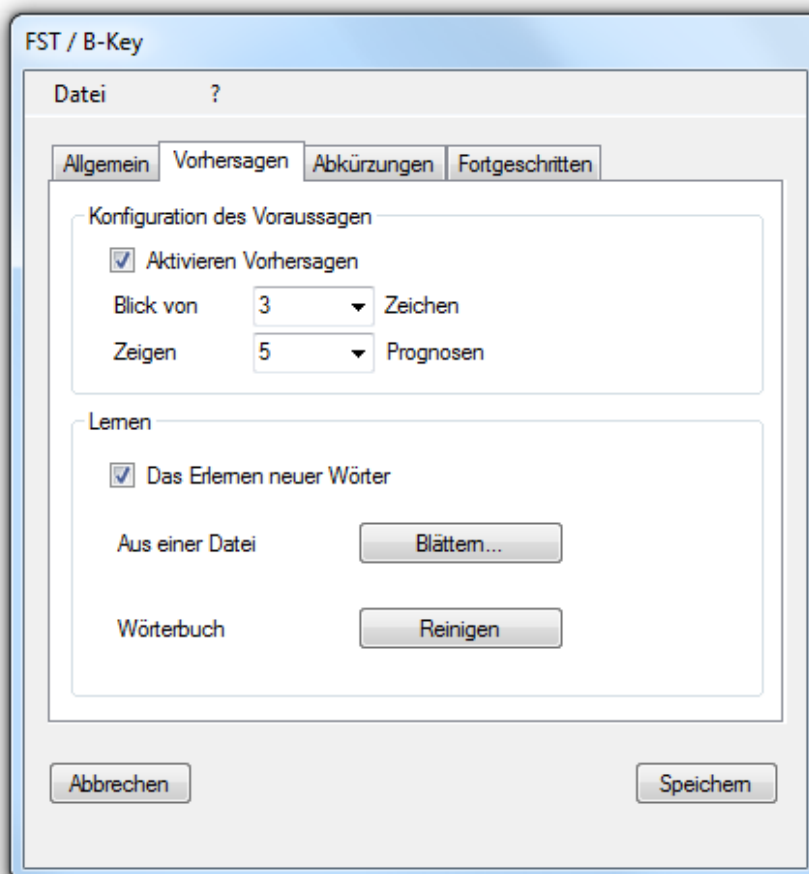 FST / B-Key
Datei ?
Allgemein Vorhersagen Abkürzungen Fortgeschritten
Konfiguration des Voraussagen
Aktivieren Vorhersagen
Blick von 3 Zeichen
Zeigen 5 Prognosen
Lernen
Das Erlernen neuer Wörter
Aus einer Datei Blättern...
Wörterbuch Reinigen
Abbrechen Speichern